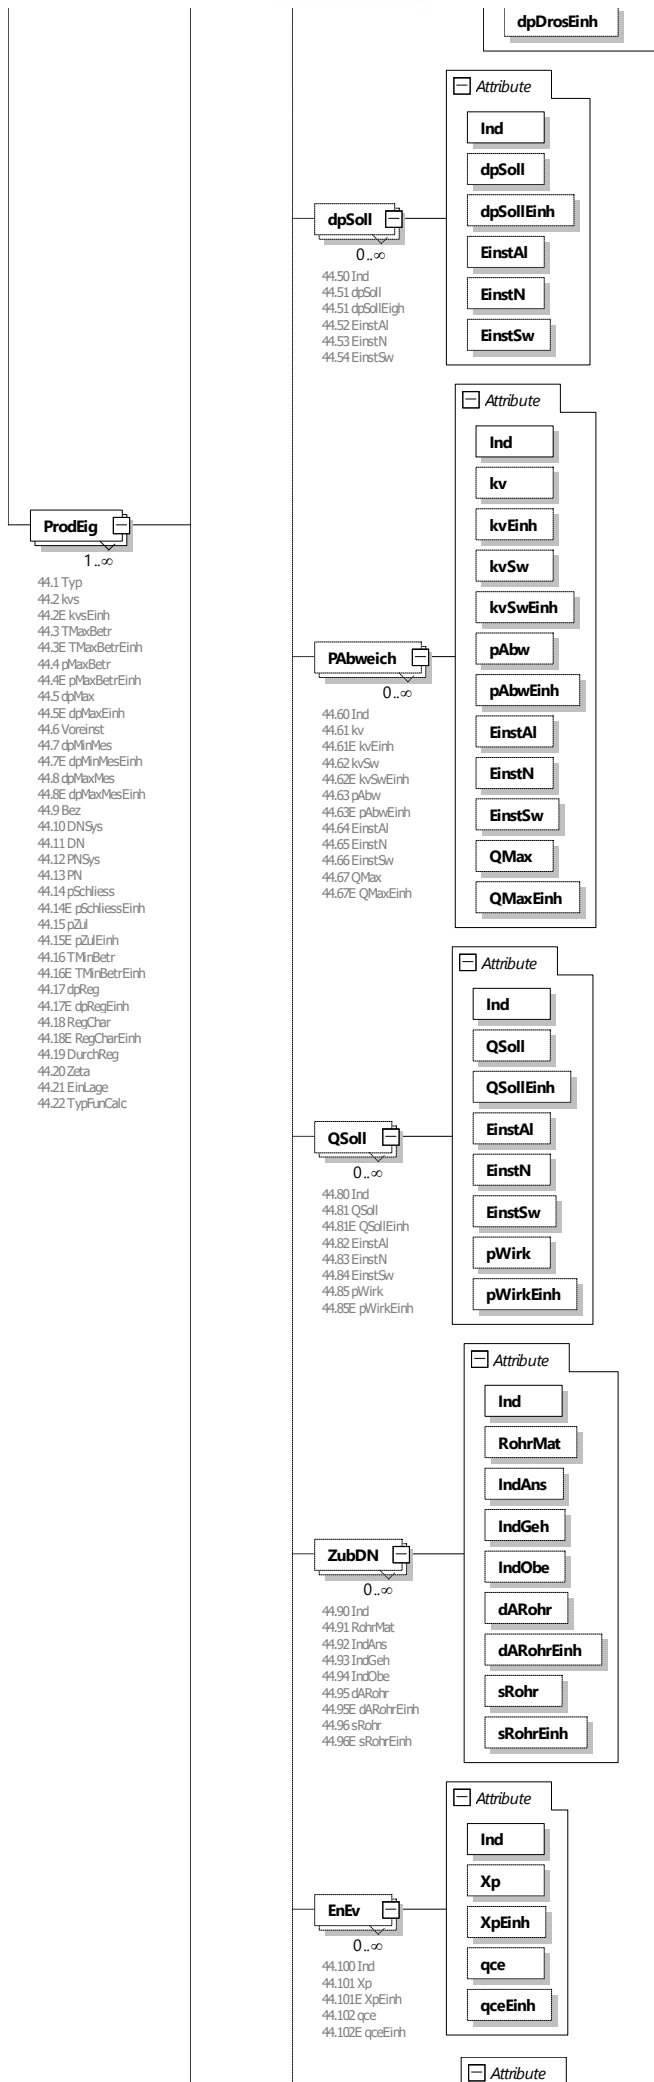 dpDrosEinh
Attribute
Ind
dpSoll
dpSollEinh
EinstAl
EinstN
EinstSw
dpSoll
0..∞
44.50 Ind
44.51 dpSoll
44.51 dpSollEigh
44.52 EinstAl
44.53 EinstN
44.54 EinstSw
Attribute
Ind
kv
kvEinh
kvSw
kvSwEinh
pAbw
pAbwEinh
EinstAl
EinstN
EinstSw
QMax
QMaxEinh
ProdEig
1..∞
44.1 Typ
44.2 kvs
44.2E kvsEinh
44.3 TMaxBetr
44.3E TMaxBetrEinh
44.4 pMaxBetr
44.4E pMaxBetrEinh
44.5 dpMax
44.5E dpMaxEinh
44.6 Voreinst
44.7 dpMinMes
44.7E dpMinMesEinh
44.8 dpMaxMes
44.8E dpMaxMesEinh
44.9 Bez
44.10 DNSys
44.11 DN
44.12 PNSys
44.13 PN
44.14 pSchliess
44.14E pSchliessEinh
44.15 pZul
44.15E pZulEinh
44.16 TMinBetr
44.16E TMinBetrEinh
44.17 dpReg
44.17E dpRegEinh
44.18 RegChar
44.18E RegCharEinh
44.19 DurchReg
44.20 Zeta
44.21 EinLage
44.22 TypFunCalc
PAbweich
0..∞
44.60 Ind
44.61 kv
44.61E kvEinh
44.62 kvSw
44.62E kvSwEinh
44.63 pAbw
44.63E pAbwEinh
44.64 EinstAl
44.65 EinstN
44.66 EinstSw
44.67 QMax
44.67E QMaxEinh
Attribute
Ind
QSoll
QSollEinh
EinstAl
EinstN
EinstSw
pWirk
pWirkEinh
QSoll
0..∞
44.80 Ind
44.81 QSoll
44.81E QSollEinh
44.82 EinstAl
44.83 EinstN
44.84 EinstSw
44.85 pWirk
44.85E pWirkEinh
Attribute
Ind
RohrMat
IndAns
IndGeh
IndObe
dARohr
dARohrEinh
sRohr
sRohrEinh
ZubDN
0..∞
44.90 Ind
44.91 RohrMat
44.92 IndAns
44.93 IndGeh
44.94 IndObe
44.95 dARohr
44.95E dARohrEinh
44.96 sRohr
44.96E sRohrEinh
Attribute
Ind
Xp
XpEinh
qce
qceEinh
EnEv
0..∞
44.100 Ind
44.101 Xp
44.101E XpEinh
44.102 qce
44.102E qceEinh
Attribute